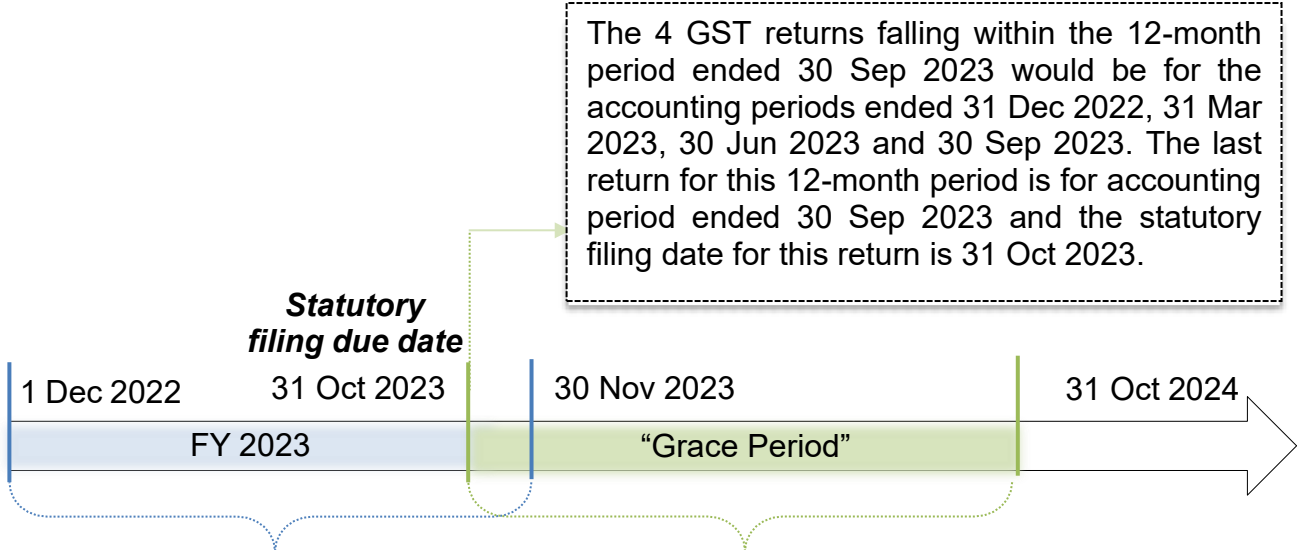 The 4 GST returns falling within the 12-month
period ended 30 Sep 2023 would be for the
accounting periods ended 31 Dec 2022, 31 Mar
2023, 30 Jun 2023 and 30 Sep 2023. The last
return for this 12-month period is for accounting
period ended 30 Sep 2023 and the statutory
filing date for this return is 31 Oct 2023.
Statutory
filing due date
1 Dec 2022
31 Oct 2023
30 Nov 2023
31 Oct 2024
FY 2023
“Grace Period”